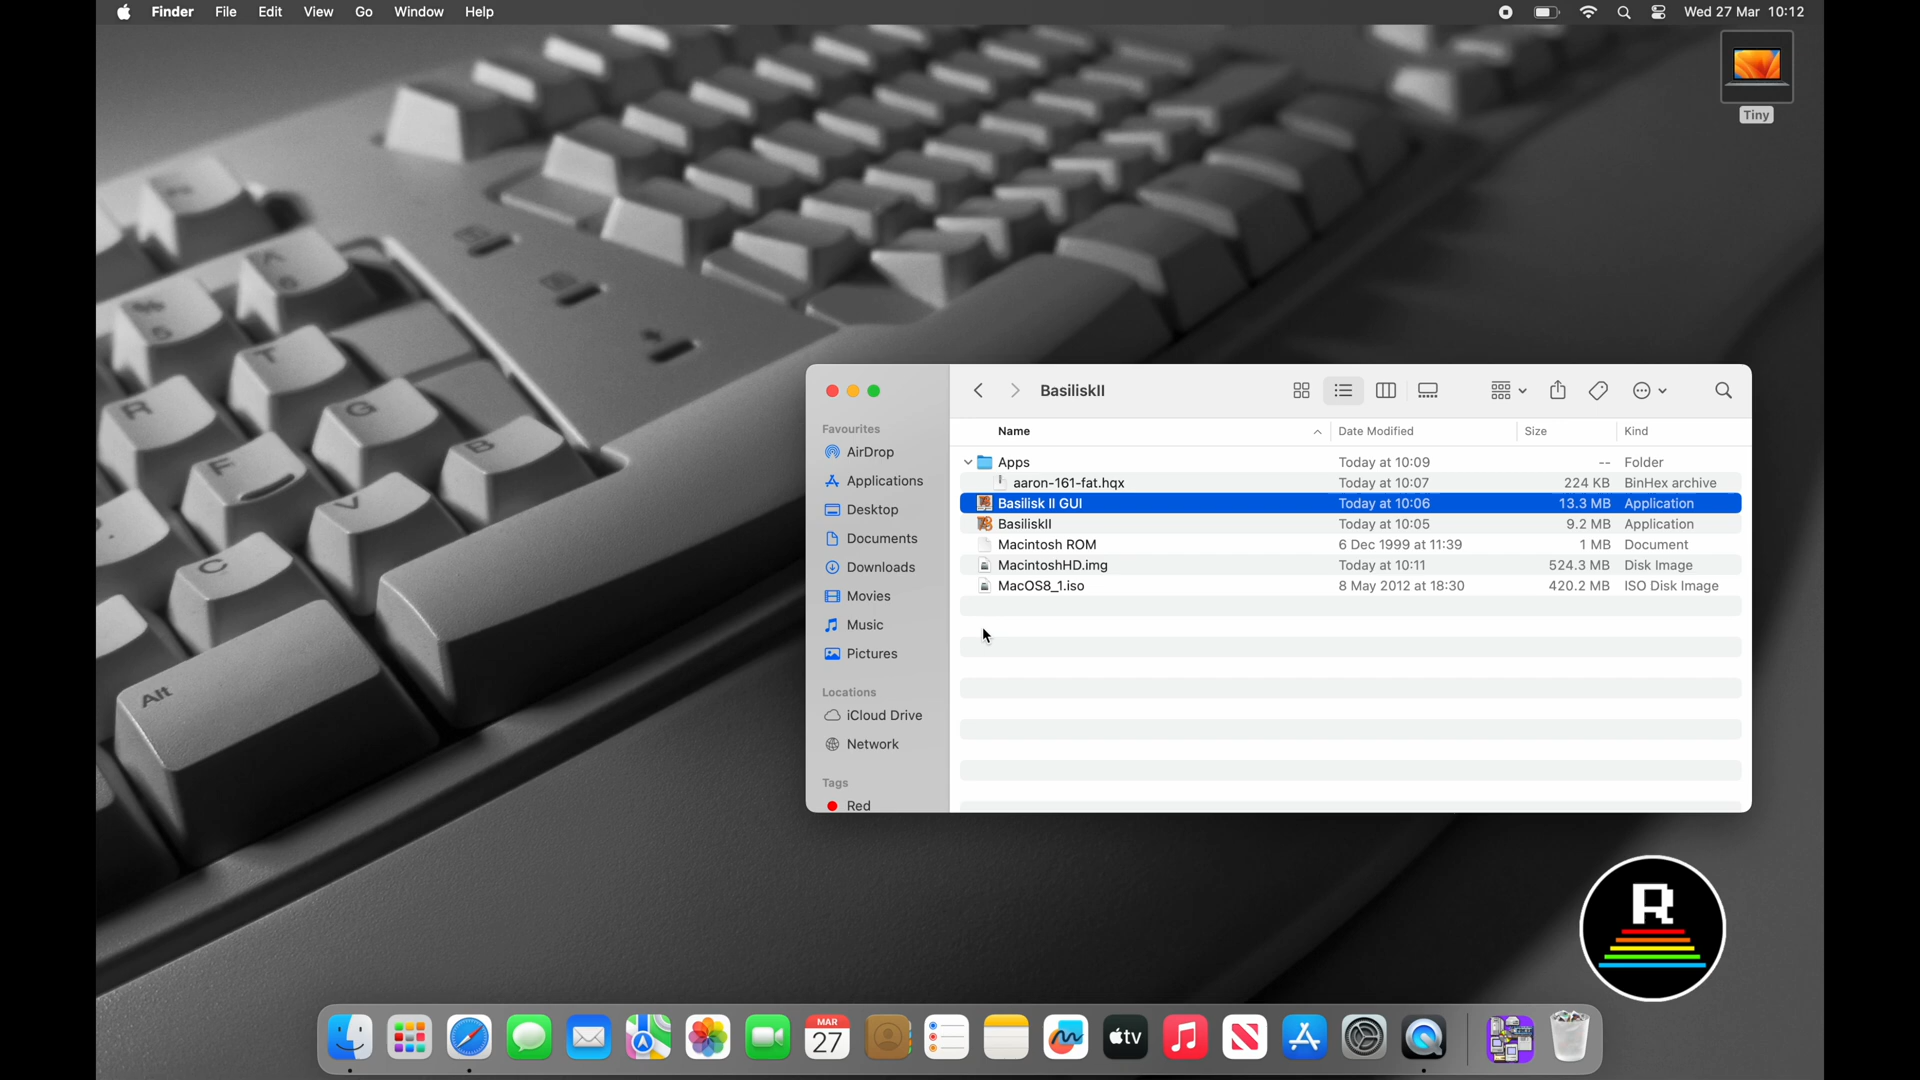 Finder File Edit View Go Window Help
Wed 27 Mar 10:12
Tiny
BasiliskII
Favourites
AirDrop
Applications
Desktop
Documents
Downloads
Movies
Music
Pictures
Locations
iCloud Drive
Network
Tags
Red
Name Date Modified Size Kind
Apps Today at 10:09 -- Folder
aaron-161-fat.hqx Today at 10:07 224 KB BinHex archive
Basilisk II GUI Today at 10:06 13.3 MB Application
BasiliskII Today at 10:05 9.2 MB Application
Macintosh ROM 6 Dec 1999 at 11:39 1 MB Document
MacintoshHD.img Today at 10:11 524.3 MB Disk Image
MacOS8_1.iso 8 May 2012 at 18:30 420.2 MB ISO Disk Image
R
T
G
F
B
V
C
Alt
5
6
R
MAR
27
tv